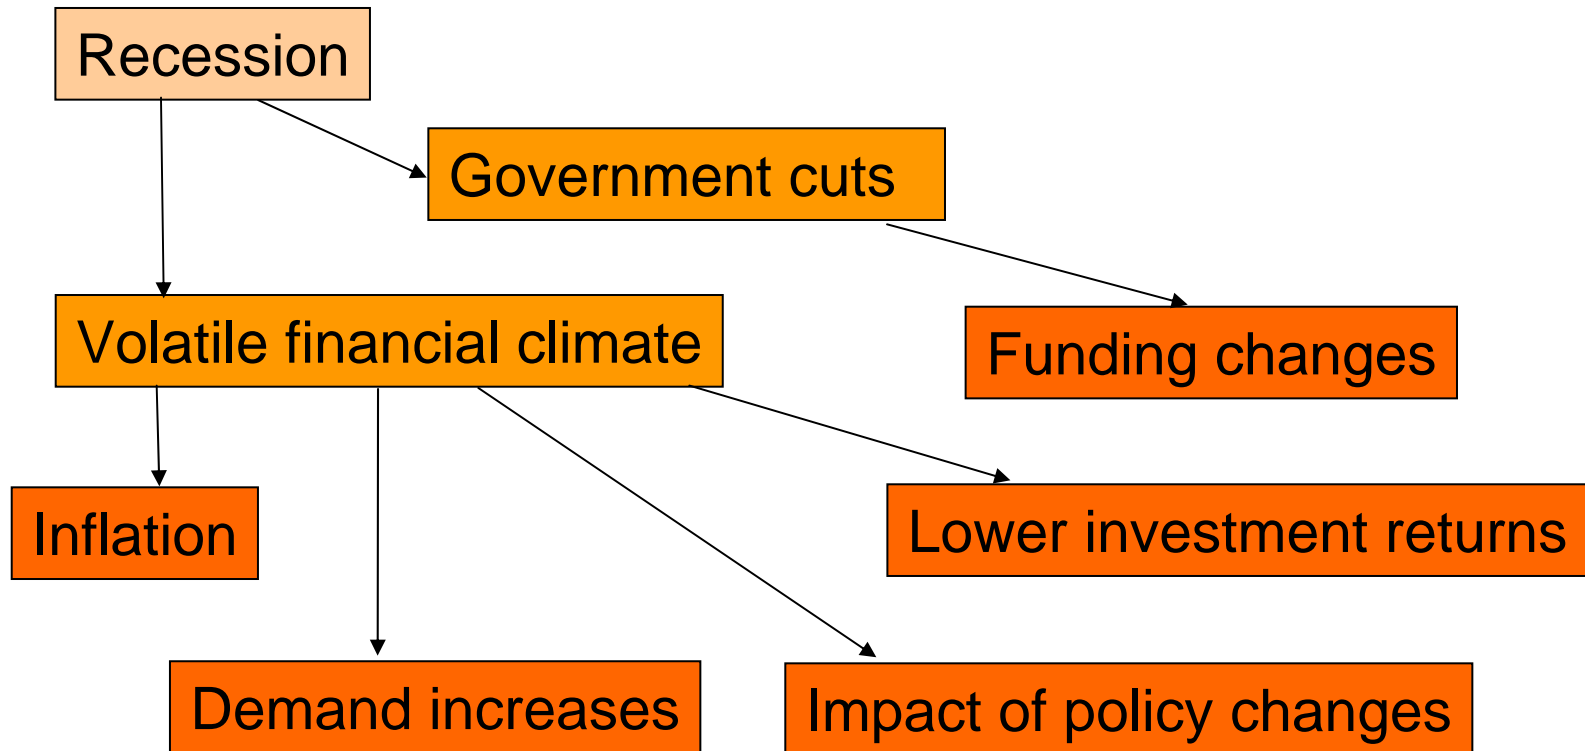 Recession
Government cuts
Volatile financial climate
Funding changes
Inflation
Lower investment returns
Demand increases
Impact of policy changes